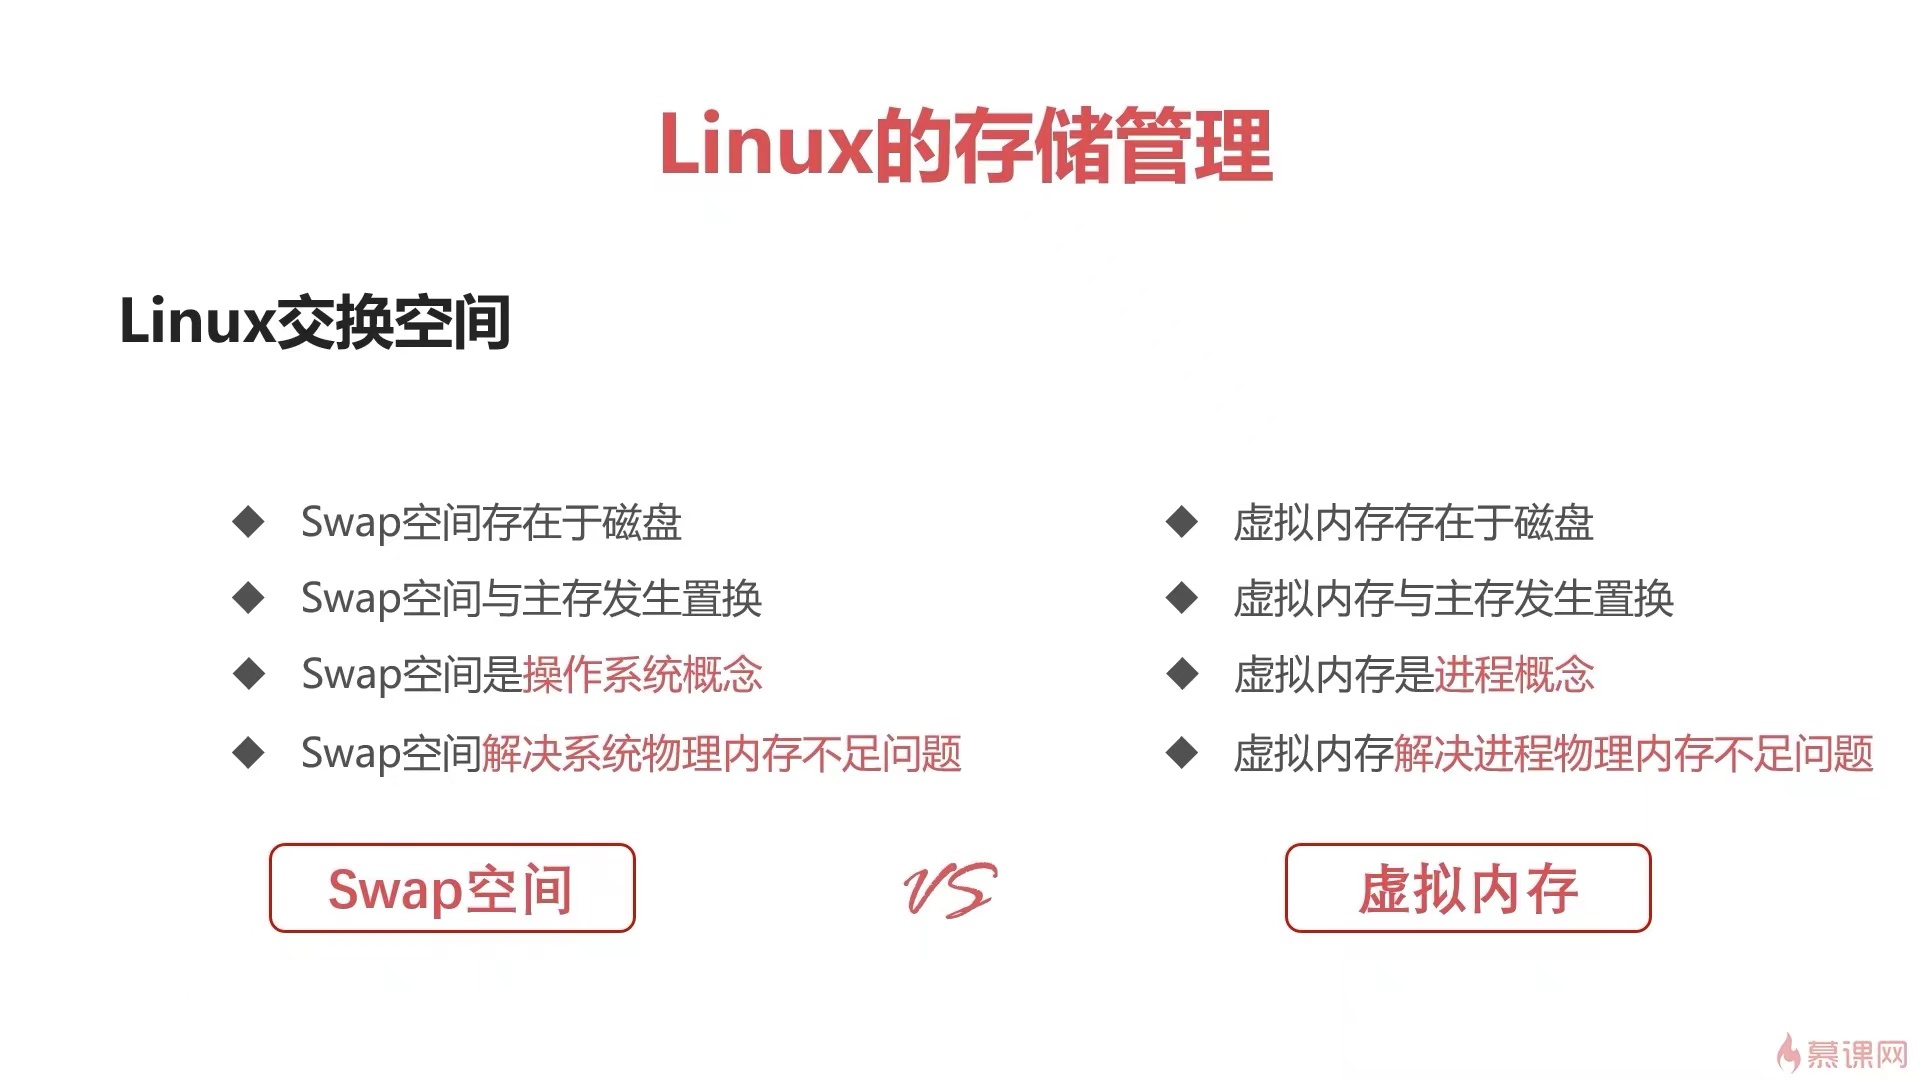 Linux的存储管理
Linux交换空间
Swap空间存在于磁盘
Swap空间与主存发生置换
Swap空间是操作系统概念
Swap空间解决系统物理内存不足问题
Swap空间
VS
虚拟内存存在于磁盘
虚拟内存与主存发生置换
虚拟内存是进程概念
虚拟内存解决进程物理内存不足问题
虚拟内存
慕课网